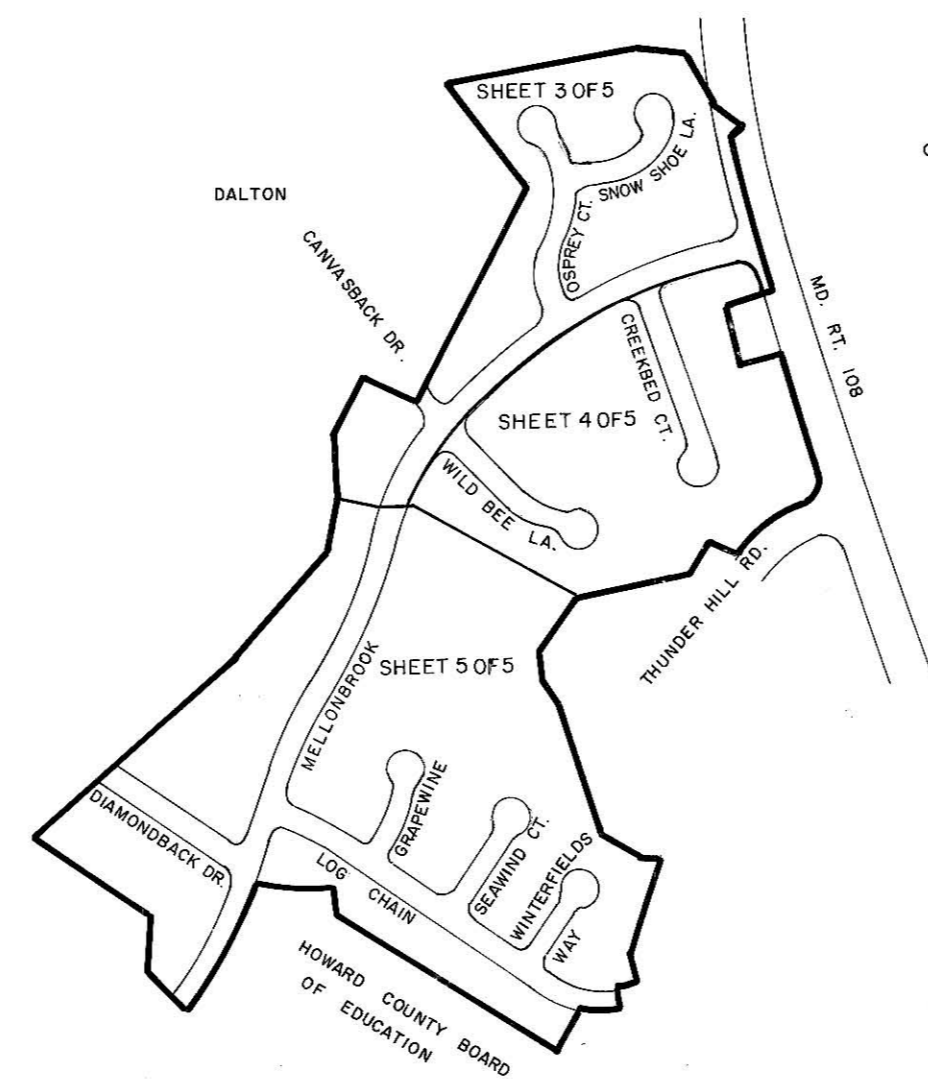 SHEET 3 OF 5
DALTON
CANVASBACK DR.
OSPREY CT.
SNOW SHOE LA.
MD. RT. 108
CREEKBED CT.
SHEET 4 OF 5
WILD BEE LA.
THUNDER HILL RD.
MELLONBROOK
SHEET 5 OF 5
DIAMONDBACK DR.
GRAPEWINE
LOG CHAIN
SEAWIND CT.
WINTERFIELDS
WAY
HOWARD COUNTY BOARD
OF EDUCATION